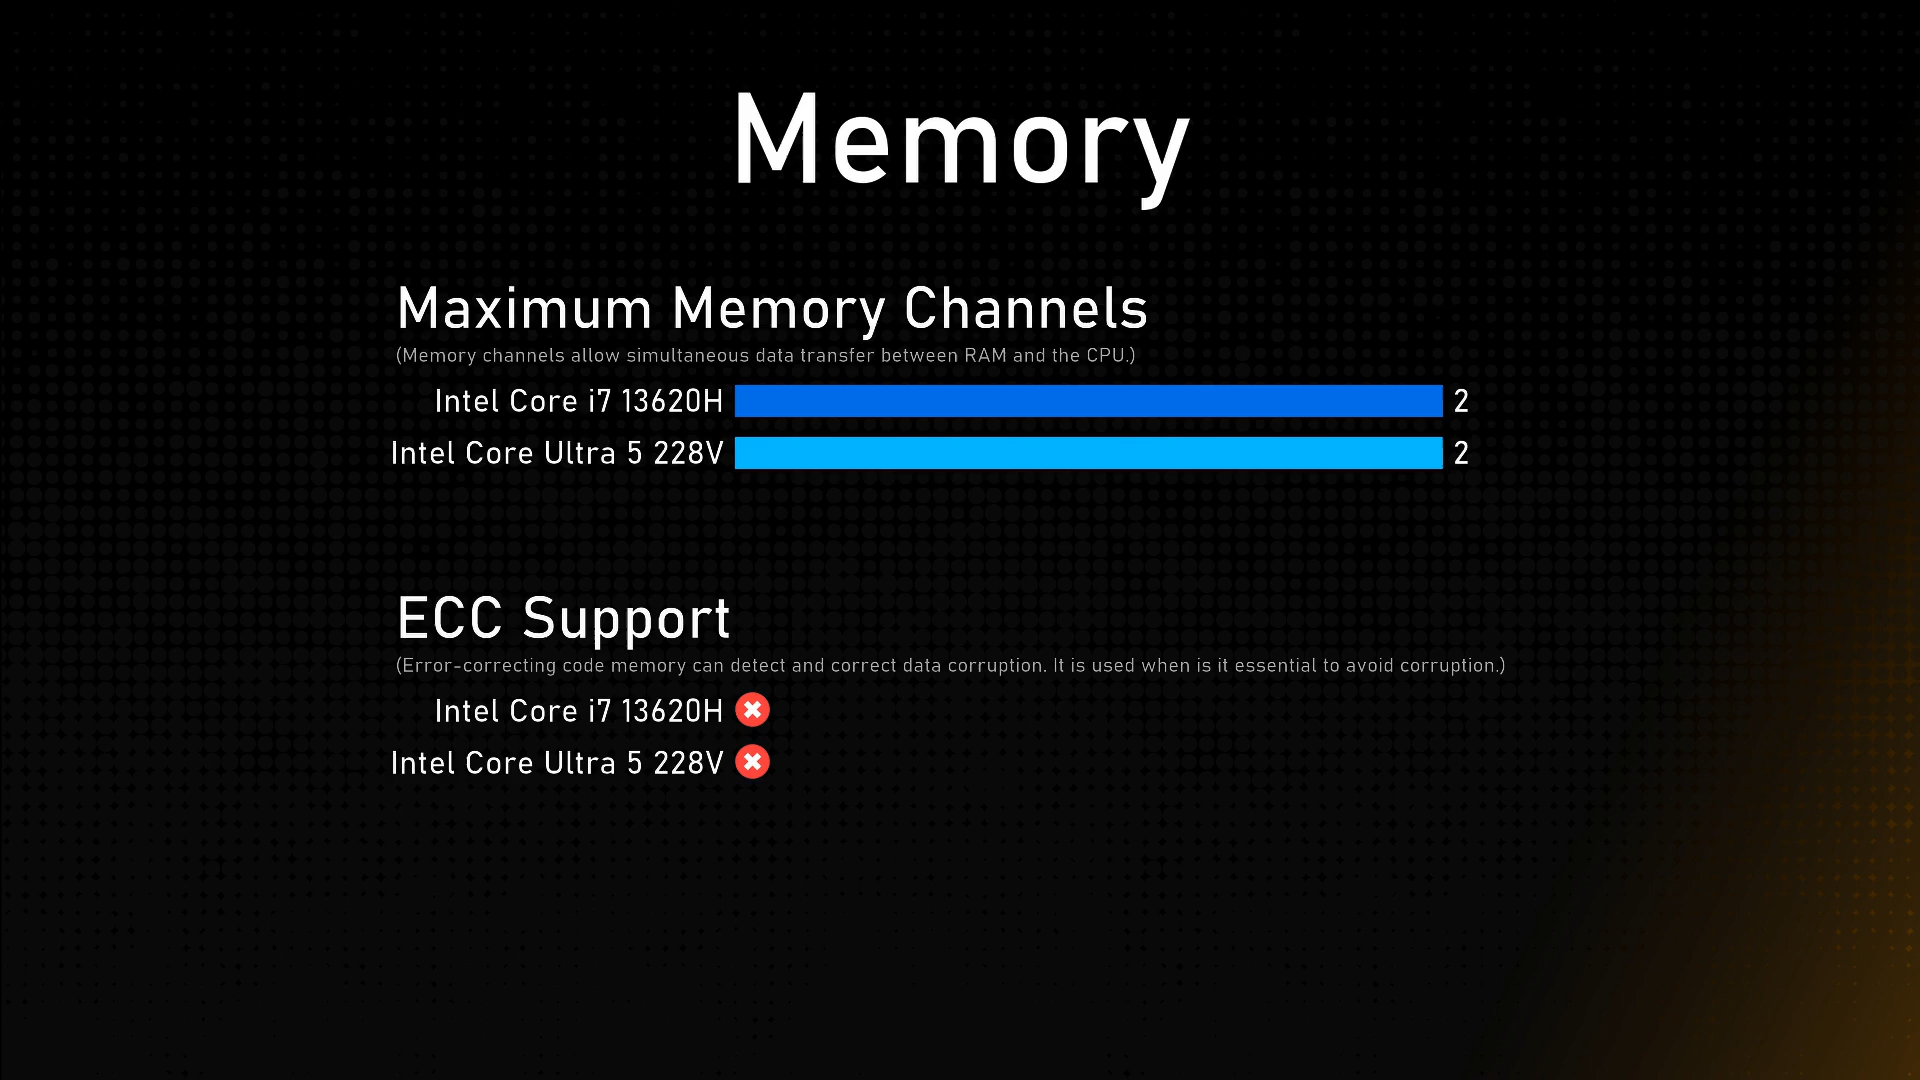 Memory
Maximum Memory Channels
(Memory channels allow simultaneous data transfer between RAM and the CPU.)
Intel Core i7 13620H 2
Intel Core Ultra 5 228V 2
ECC Support
(Error-correcting code memory can detect and correct data corruption. It is used when is it essential to avoid corruption.)
Intel Core i7 13620H
Intel Core Ultra 5 228V